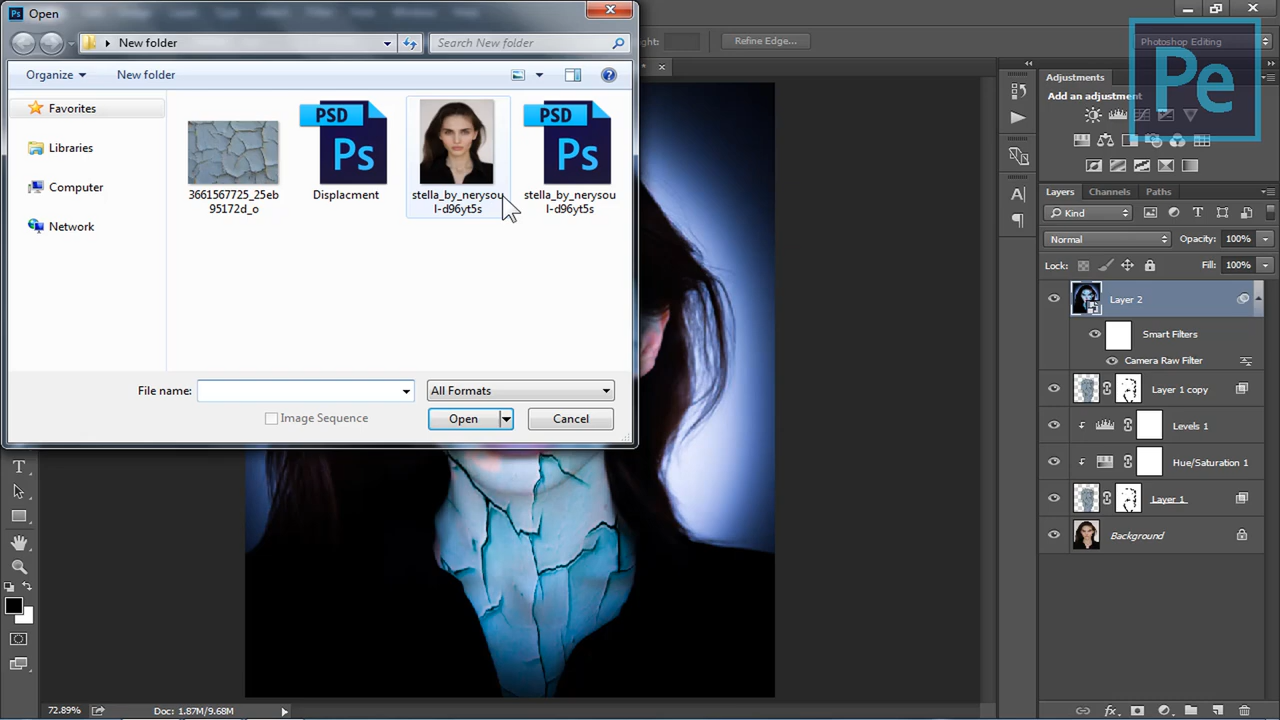 Open
New folder
Search New folder
Organize
New folder
Favorites
Libraries
Computer
Network
3661567725_25eb
95172d_o
PSD
Ps
Displacment
stella_by_nerysou
l-d96yt5s
PSD
Ps
stella_by_nerysou
l-d96yt5s
File name:
All Formats
Image Sequence
Open
Cancel
Refine Edge...
Photoshop Editing
Pe
Adjustments
Add an adjustment
Layers
Channels
Paths
Kind
Normal
Opacity:
100%
Lock:
Fill:
100%
Layer 2
Smart Filters
Camera Raw Filter
Layer 1 copy
Levels 1
Hue/Saturation 1
Layer 1
Background
72.89%
Doc: 1.87M/9.68M